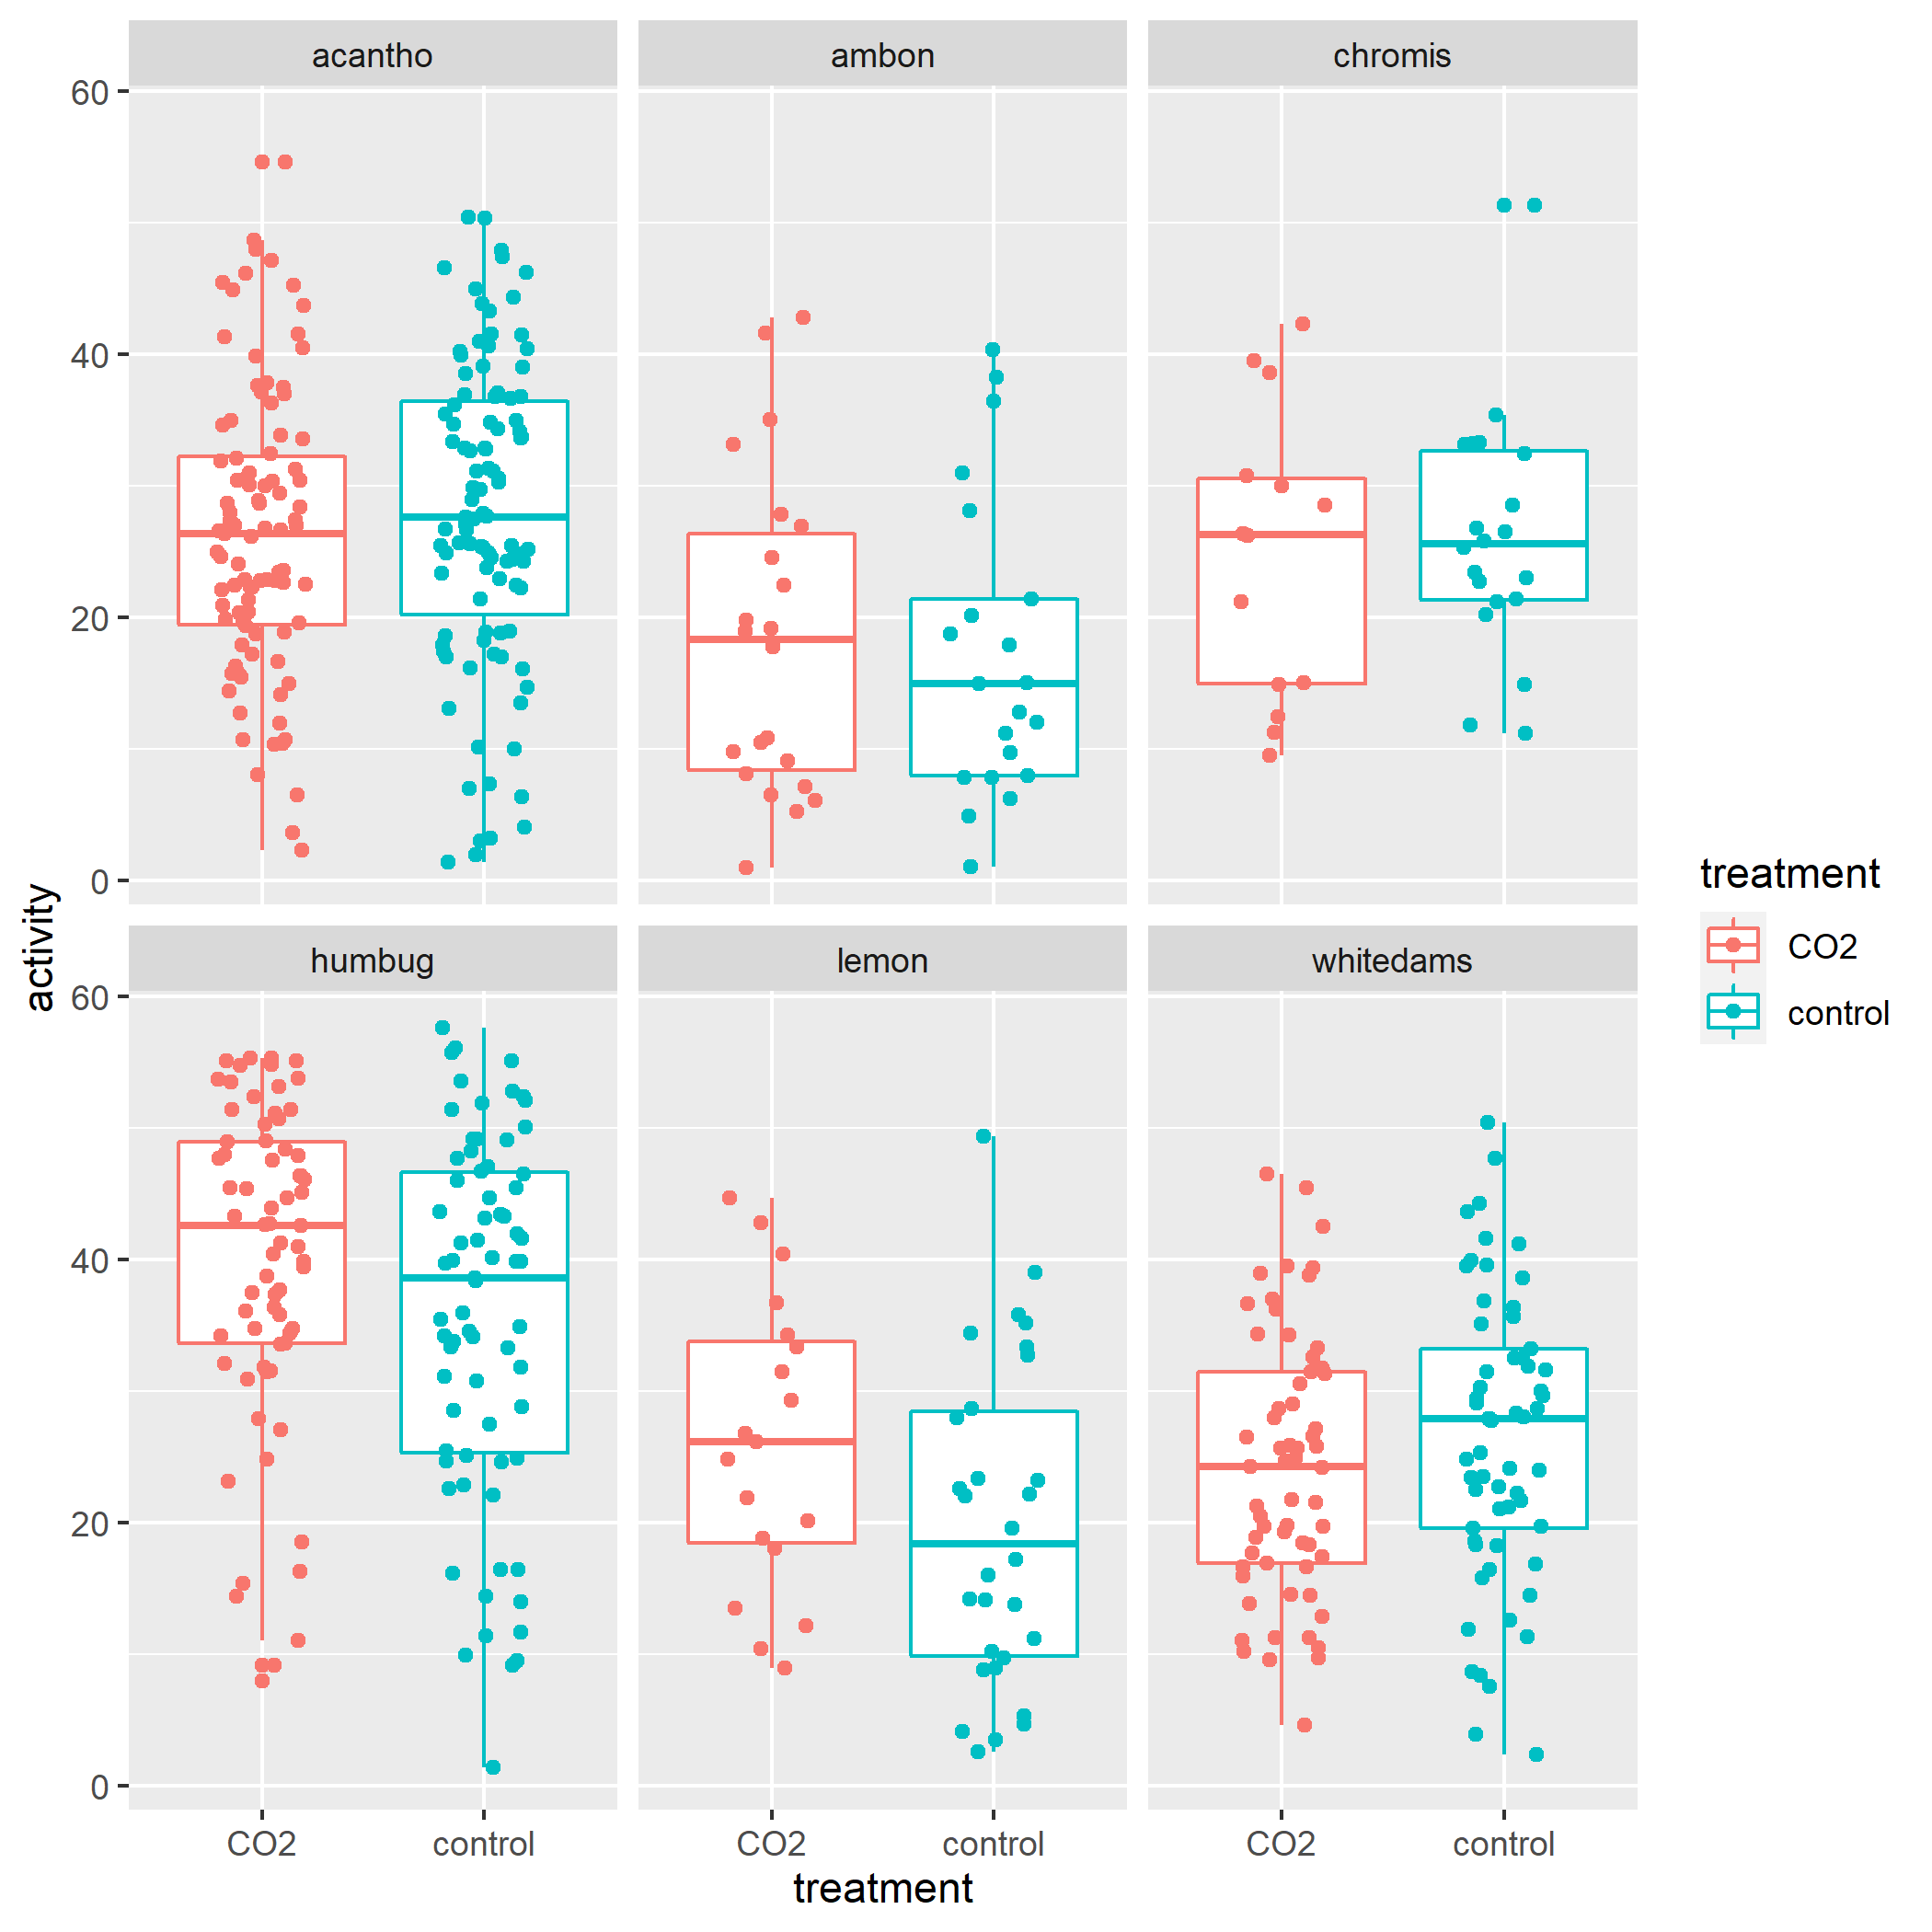 acantho
ambon
chromis
60
40
20
0
humbug
lemon
whitedams
60
40
20
0
activity
CO2
control
CO2
control
CO2
control
treatment
treatment
CO2
control